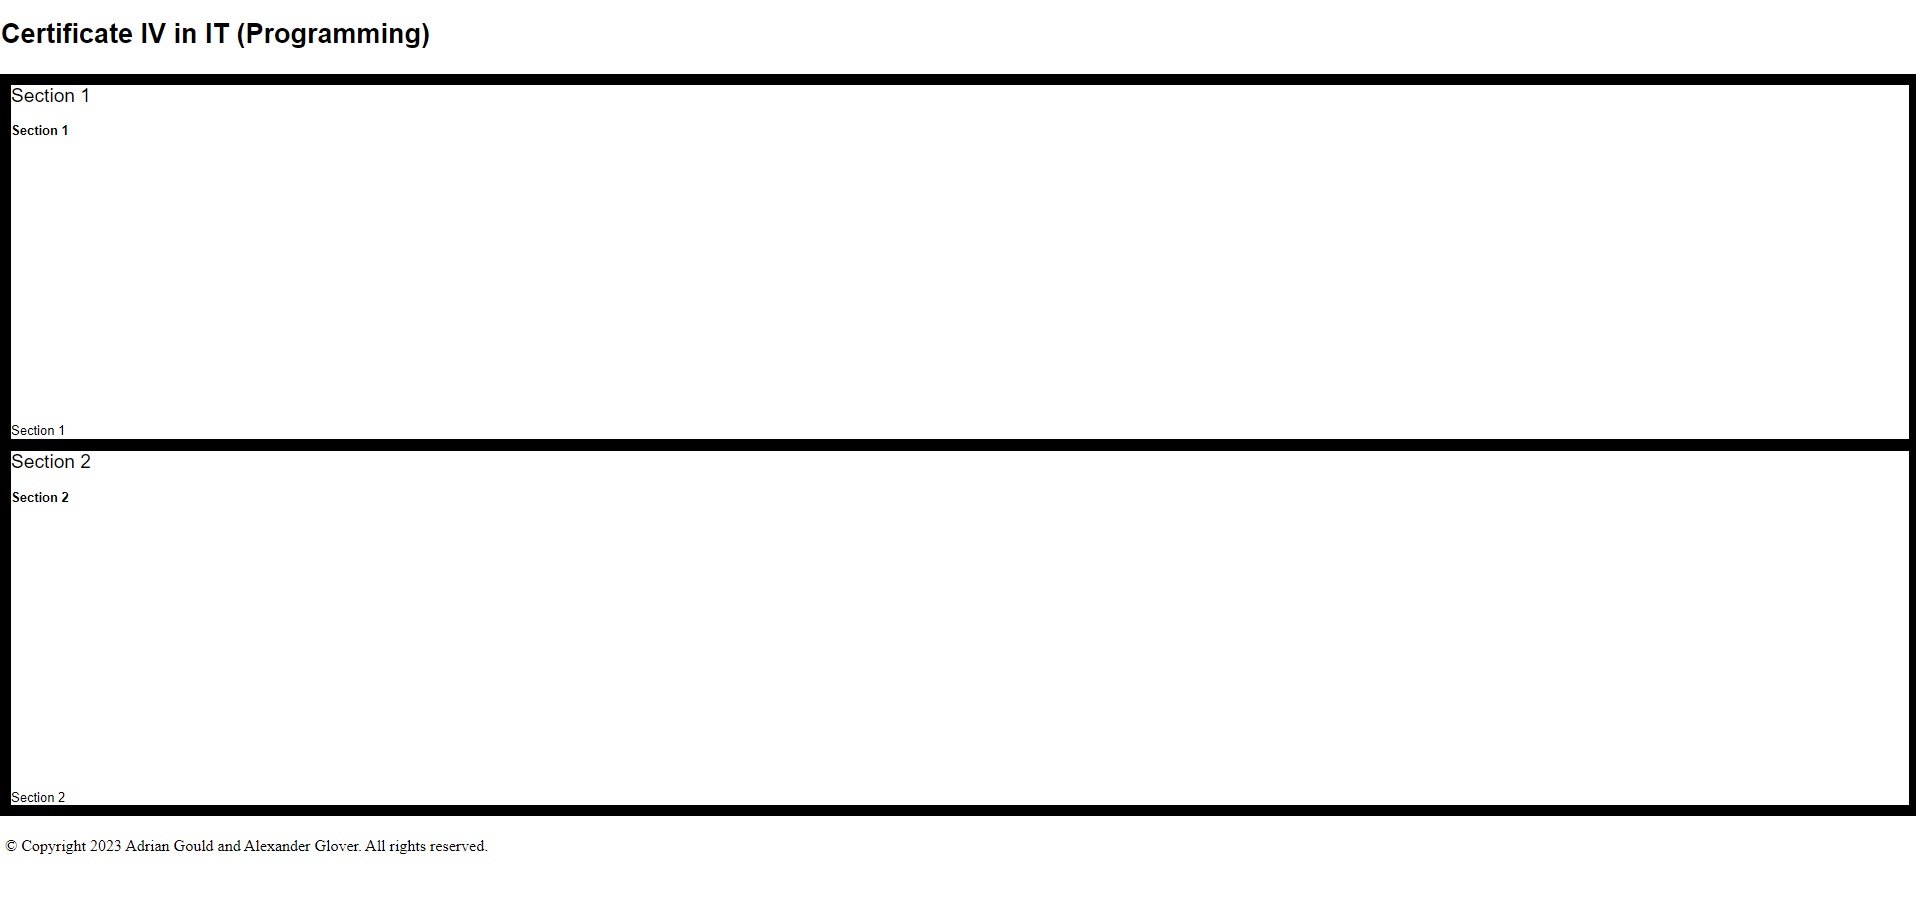 Certificate IV in IT (Programming)
Section 1
Section 1
Section 1
Section 2
Section 2
Section 2
© Copyright 2023 Adrian Gould and Alexander Glover. All rights reserved.